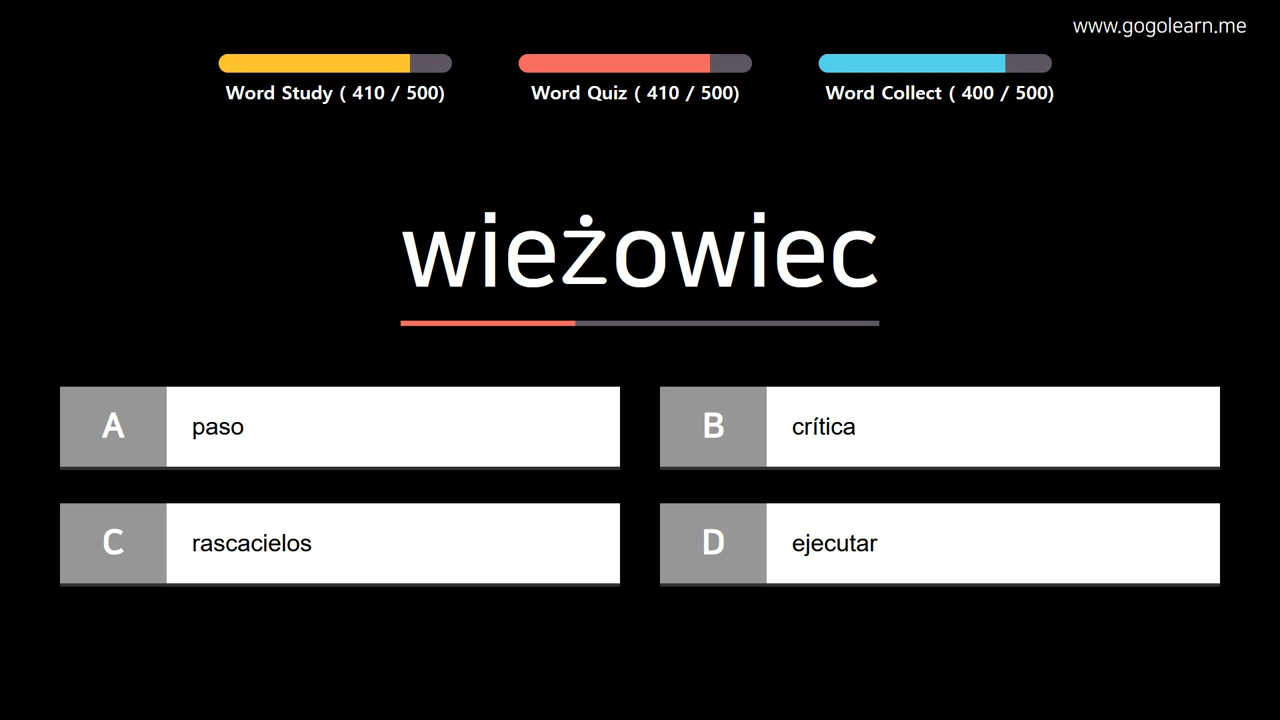 www.gogolearn.me
Word Study ( 410 / 500)
Word Quiz ( 410 / 500)
Word Collect ( 400 / 500)
wieżowiec
A paso
B crítica
C rascacielos
D ejecutar